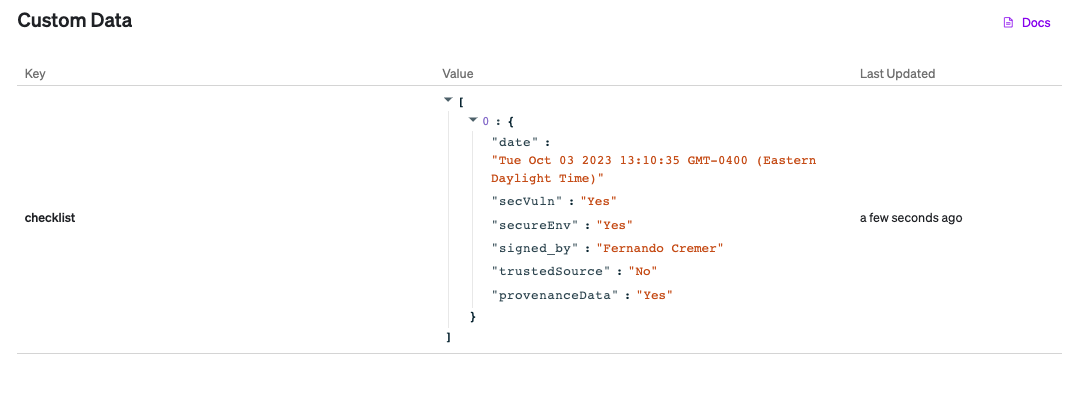 Custom Data
Docs
Key Value Last Updated
[
0 : {
"date" :
"Tue Oct 03 2023 13:10:35 GMT-0400 (Eastern
Daylight Time)"
"secVuln" : "Yes"
"secureEnv" : "Yes"
checklist a few seconds ago
"signed_by" : "Fernando Cremer"
"trustedSource" : "No"
"provenanceData" : "Yes"
}
]